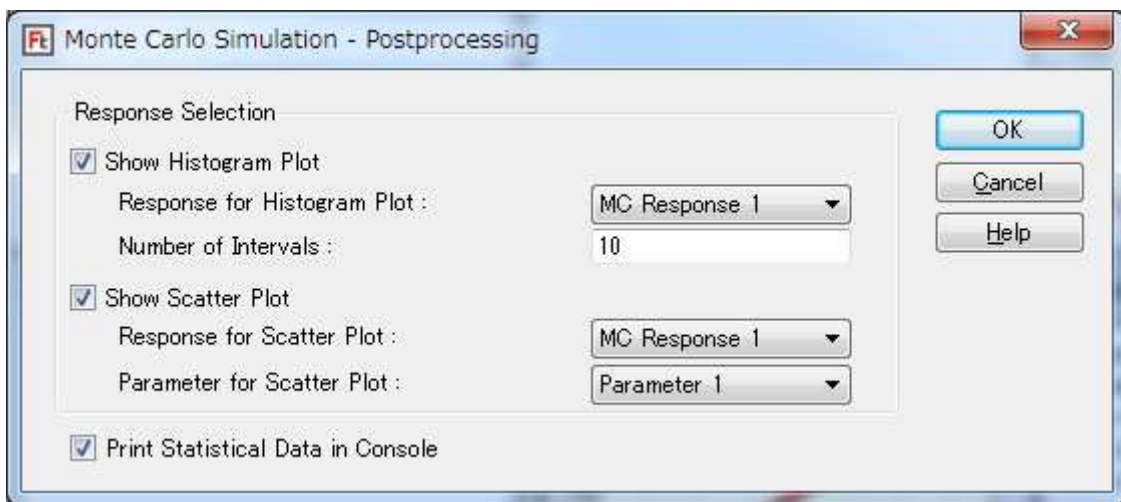 Ft Monte Carlo Simulation - Postprocessing
Response Selection
Show Histogram Plot
Response for Histogram Plot : MC Response 1
Number of Intervals : 10
Show Scatter Plot
Response for Scatter Plot : MC Response 1
Parameter for Scatter Plot : Parameter 1
Print Statistical Data in Console
OK
Cancel
Help